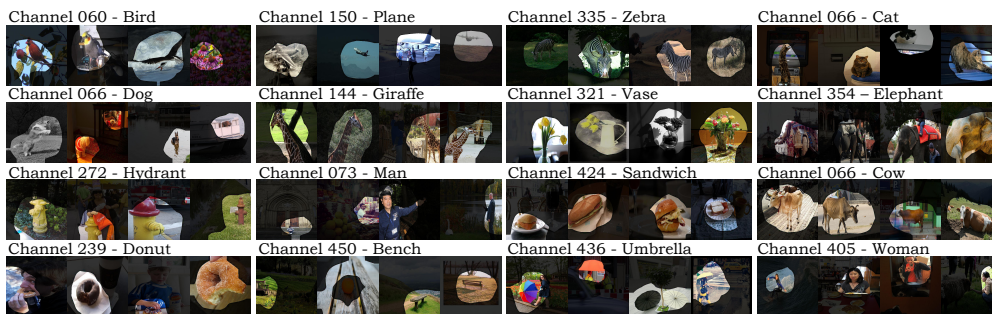 Channel 060 - Bird
Channel 150 - Plane
Channel 335 - Zebra
Channel 066 - Cat
Channel 066 - Dog
Channel 144 - Giraffe
Channel 321 - Vase
Channel 354 – Elephant
Channel 272 - Hydrant
Channel 073 - Man
Channel 424 - Sandwich
Channel 066 - Cow
Channel 239 - Donut
Channel 450 - Bench
Channel 436 - Umbrella
Channel 405 - Woman